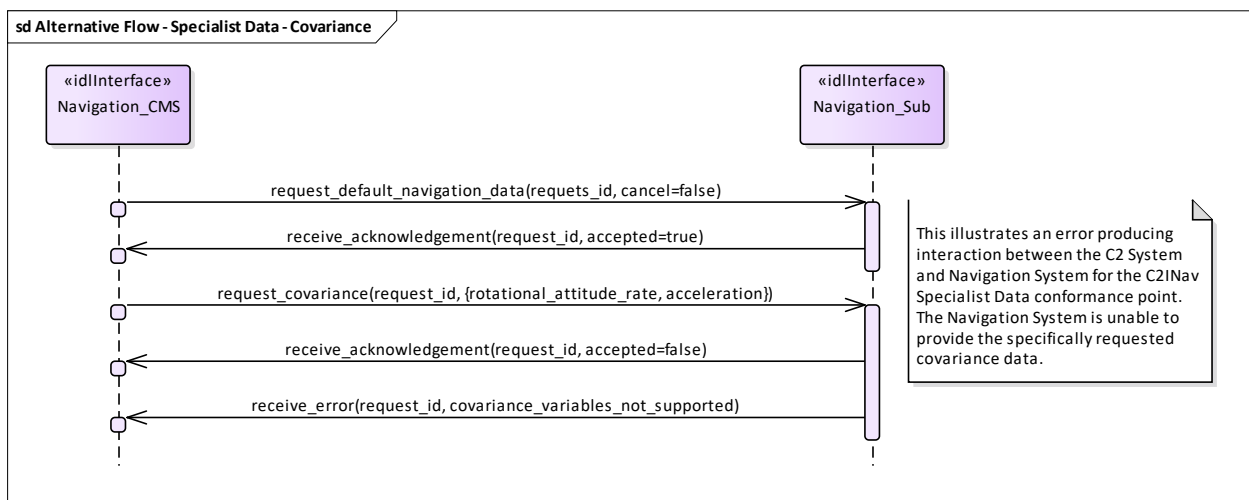 sd Alternative Flow - Specialist Data - Covariance
«idlInterface»
Navigation_CMS
«idlInterface»
Navigation_Sub
request_default_navigation_data(requets_id, cancel=false)
receive_acknowledgement(request_id, accepted=true)
request_covariance(request_id, {rotational_attitude_rate, acceleration})
receive_acknowledgement(request_id, accepted=false)
receive_error(request_id, covariance_variables_not_supported)
This illustrates an error producing
interaction between the C2 System
and Navigation System for the C2INav
Specialist Data conformance point.
The Navigation System is unable to
provide the specifically requested
covariance data.